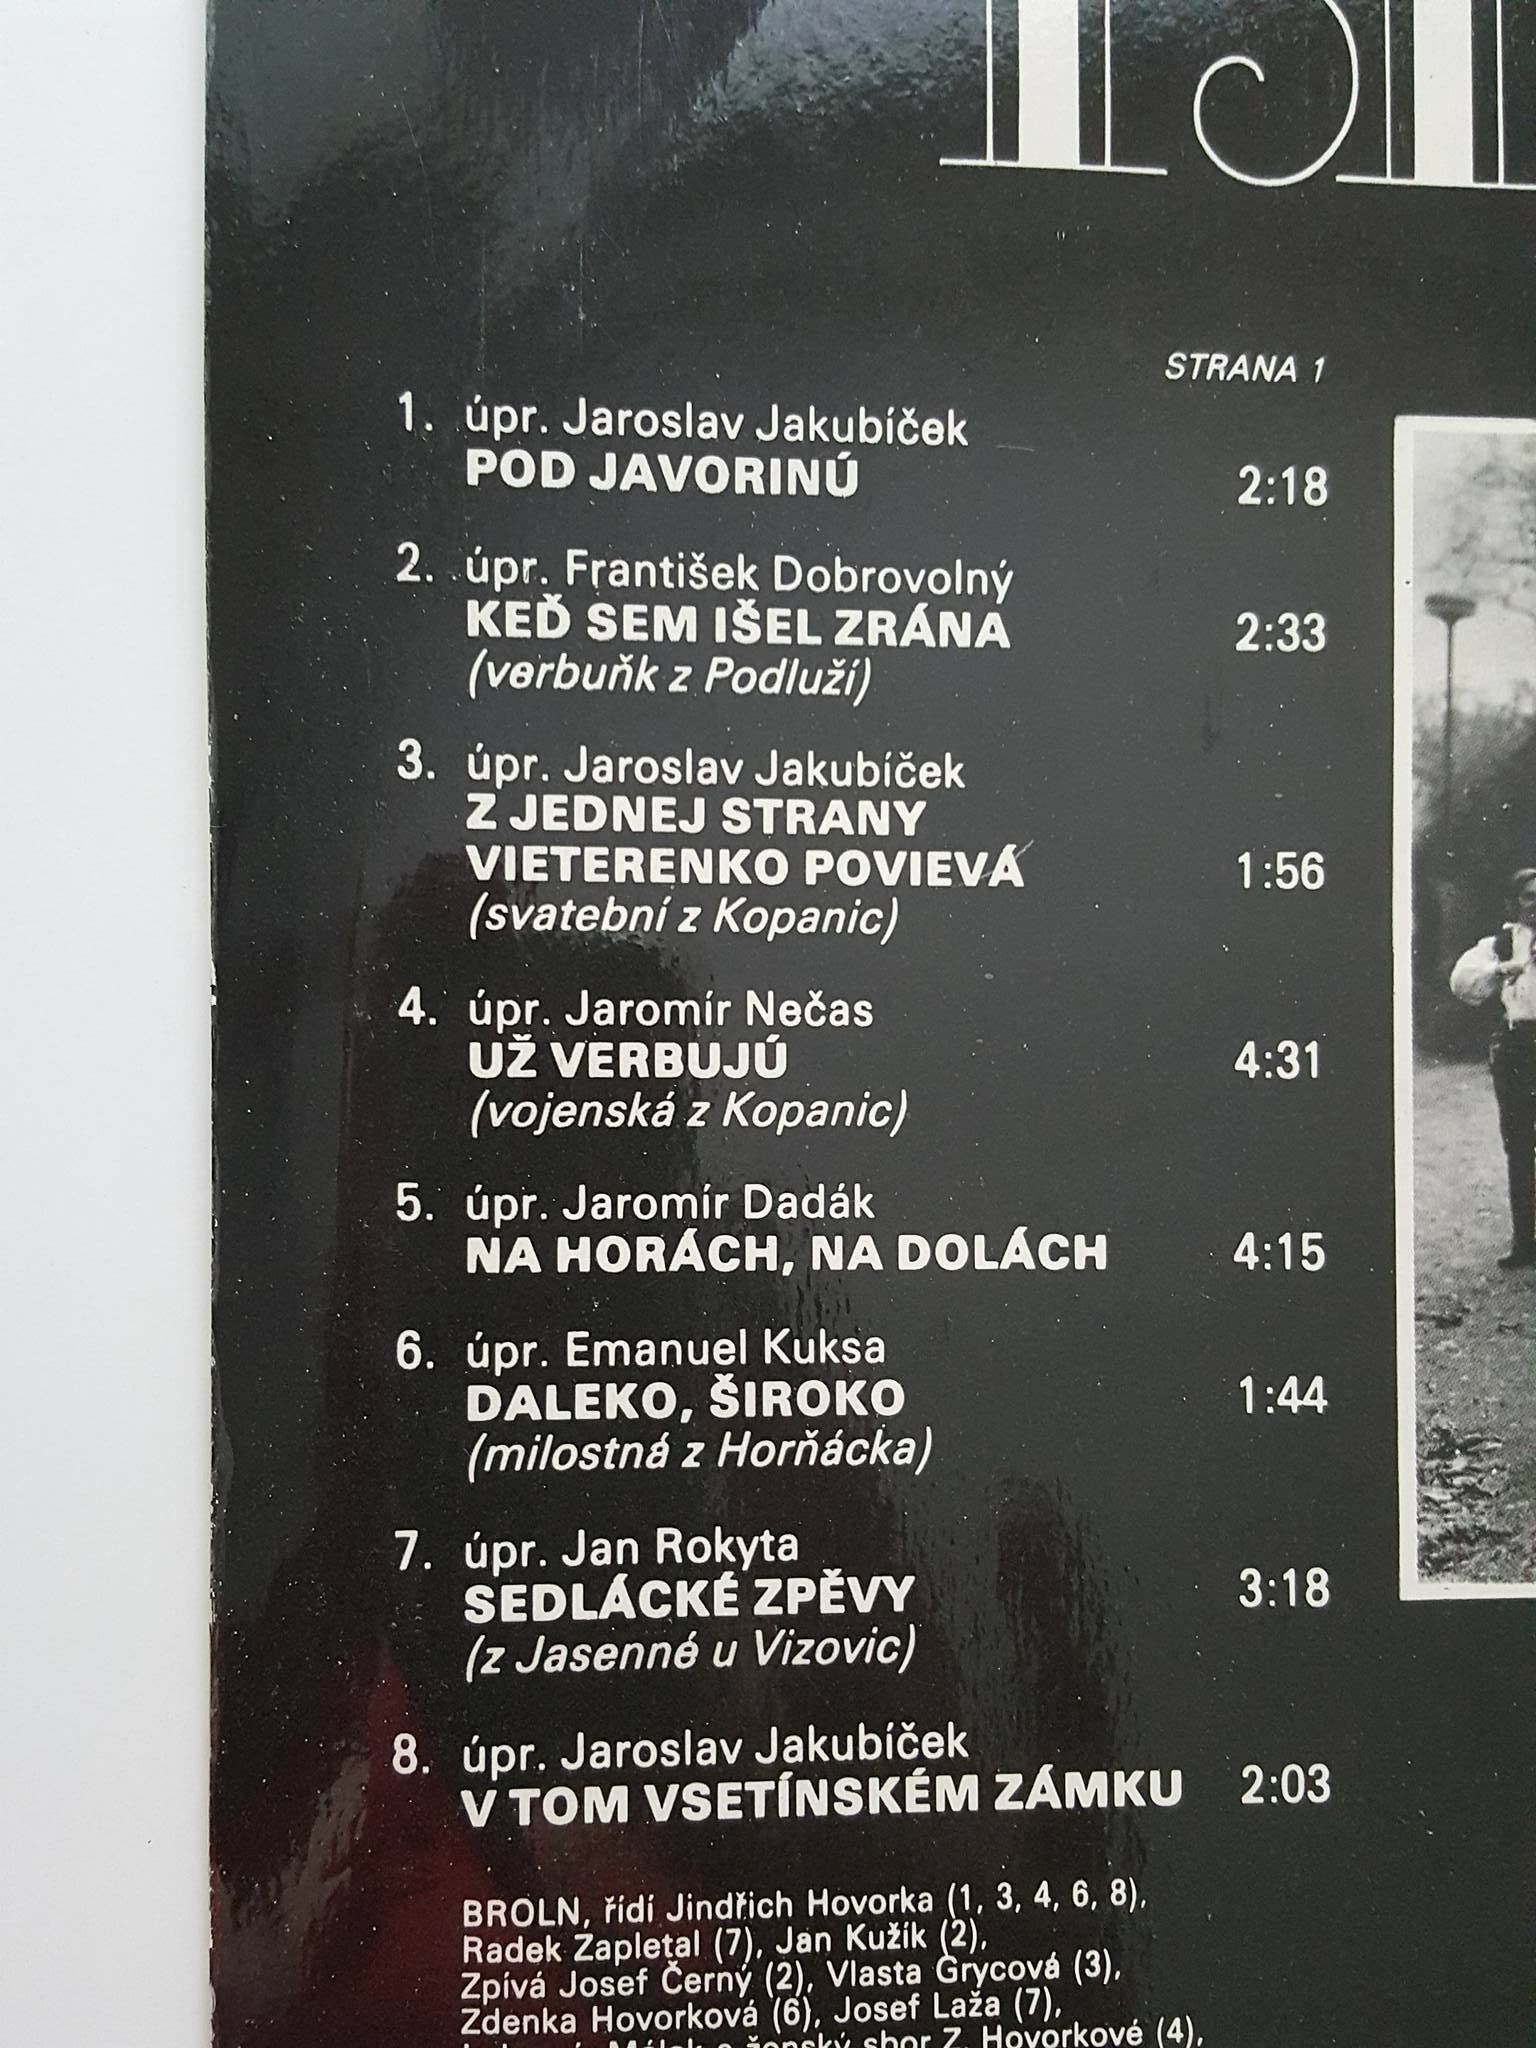 STRANA 1
1. úpr. Jaroslav Jakubíček
POD JAVORINÚ 2:18
2. úpr. František Dobrovolný
KEĎ SEM IŠEL ZRÁNA 2:33
(verbuňk z Podluží)
3. úpr. Jaroslav Jakubíček
Z JEDNEJ STRANY
VIETERENKO POVIEVÁ 1:56
(svatební z Kopanic)
4. úpr. Jaromír Nečas
UŽ VERBUJÚ 4:31
(vojenská z Kopanic)
5. úpr. Jaromír Dadák
NA HORÁCH, NA DOLÁCH 4:15
6. úpr. Emanuel Kuksa
DALEKO, ŠIROKO 1:44
(milostná z Horňácka)
7. úpr. Jan Rokyta
SEDLÁCKÉ ZPĚVY 3:18
(z Jasenné u Vizovic)
8. úpr. Jaroslav Jakubíček
V TOM VSETÍNSKÉM ZÁMKU 2:03
BROLN, řídí Jindřich Hovorka (1, 3, 4, 6, 8),
Radek Zapletal (7), Jan Kužík (2),
Zpívá Josef Černý (2), Vlasta Grycová (3),
Zdenka Hovorková (6), Josef Laža (7),
ženský sbor Z. Hovorkové (4),